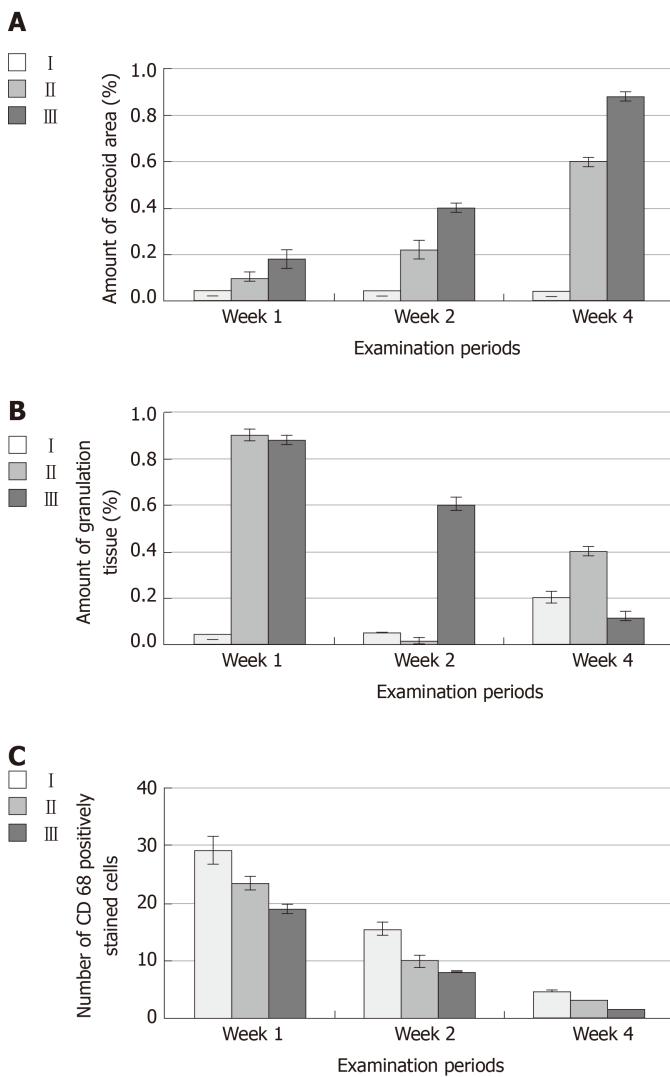 A
Ⅰ
Ⅱ
Ⅲ
Amount of osteoid area (%)
1.0
0.8
0.6
0.4
0.2
0.0
Week 1 Week 2 Week 4
Examination periods
B
Ⅰ
Ⅱ
Ⅲ
Amount of granulation
tissue (%)
1.0
0.8
0.6
0.4
0.2
0.0
Week 1 Week 2 Week 4
Examination periods
C
Ⅰ
Ⅱ
Ⅲ
Number of CD 68 positively
stained cells
40
30
20
10
0
Week 1 Week 2 Week 4
Examination periods